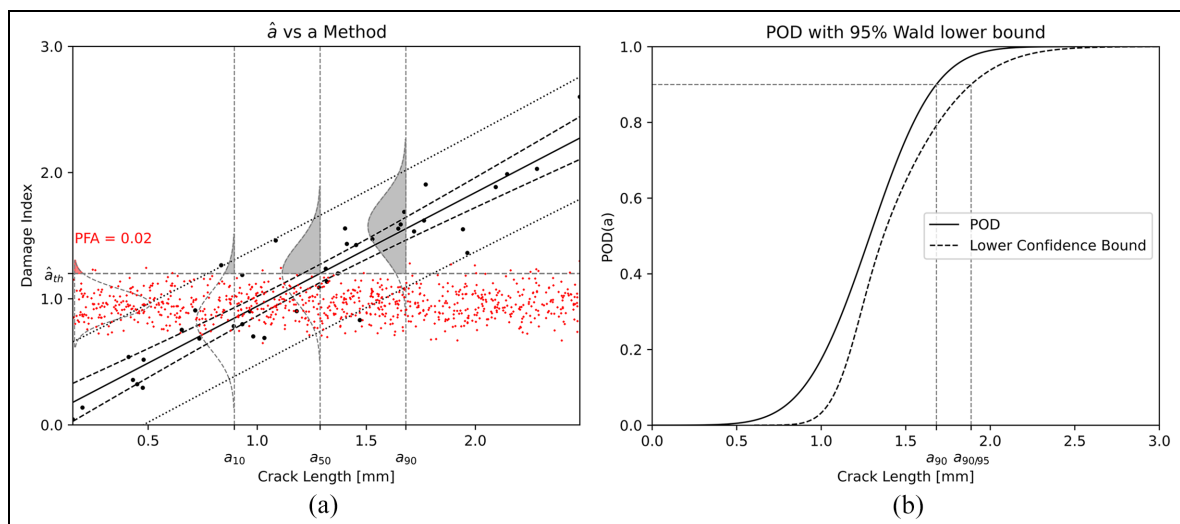 â vs a Method
3.0
2.0
1.0
0.0
Damage Index
PFA = 0.02
âth
0.5
1.0
1.5
2.0
a10
a50
a90
Crack Length [mm]
(a)
POD with 95% Wald lower bound
1.0
0.8
0.6
0.4
0.2
0.0
POD(a)
POD
Lower Confidence Bound
0.0
0.5
1.0
1.5
2.0
2.5
3.0
a90 a90/95
Crack Length [mm]
(b)